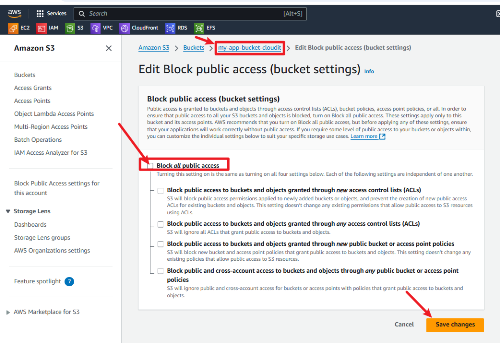 aws
Services
Search
[Alt+S]
EC2
IAM
S3
VPC
CloudFront
RDS
EFS
Amazon S3
Buckets
Access Grants
Access Points
Object Lambda Access Points
Multi-Region Access Points
Batch Operations
IAM Access Analyzer for S3
Block Public Access settings for
this account
Storage Lens
Dashboards
Storage Lens groups
AWS Organizations settings
Feature spotlight 7
AWS Marketplace for S3
Amazon S3 > Buckets > my-app-bucket-cloudit > Edit Block public access (bucket settings)
Edit Block public access (bucket settings) Info
Block public access (bucket settings)
Public access is granted to buckets and objects through access control lists (ACLs), bucket policies, access point policies, or all. In order to
ensure that public access to all your S3 buckets and objects is blocked, turn on Block all public access. These settings apply only to this
bucket and its access points. AWS recommends that you turn on Block all public access, but before applying any of these settings, ensure
that your applications will work correctly without public access. If you require some level of public access to your buckets or objects within,
you can customize the individual settings below to suit your specific storage use cases. Learn more
Block all public access
Turning this setting on is the same as turning on all four settings below. Each of the following settings are independent of one another.
Block public access to buckets and objects granted through new access control lists (ACLs)
S3 will block public access permissions applied to newly added buckets or objects, and prevent the creation of new public access
ACLs for existing buckets and objects. This setting doesn't change any existing permissions that allow public access to S3 resources
using ACLs
Block public access to buckets and objects granted through any access control lists (ACLs)
S3 will ignore all ACLs that grant public access to buckets and objects.
Block public access to buckets and objects granted through new public bucket or access point policies
S3 will block new bucket and access point policies that grant public access to buckets and objects. This setting doesn't change any
existing policies that allow public access to S3 resources.
Block public and cross-account access to buckets and objects through any public bucket or access point
policies
S3 will ignore public and cross-account access for buckets or access points with policies that grant public access to buckets and
objects.
Cancel
Save changes